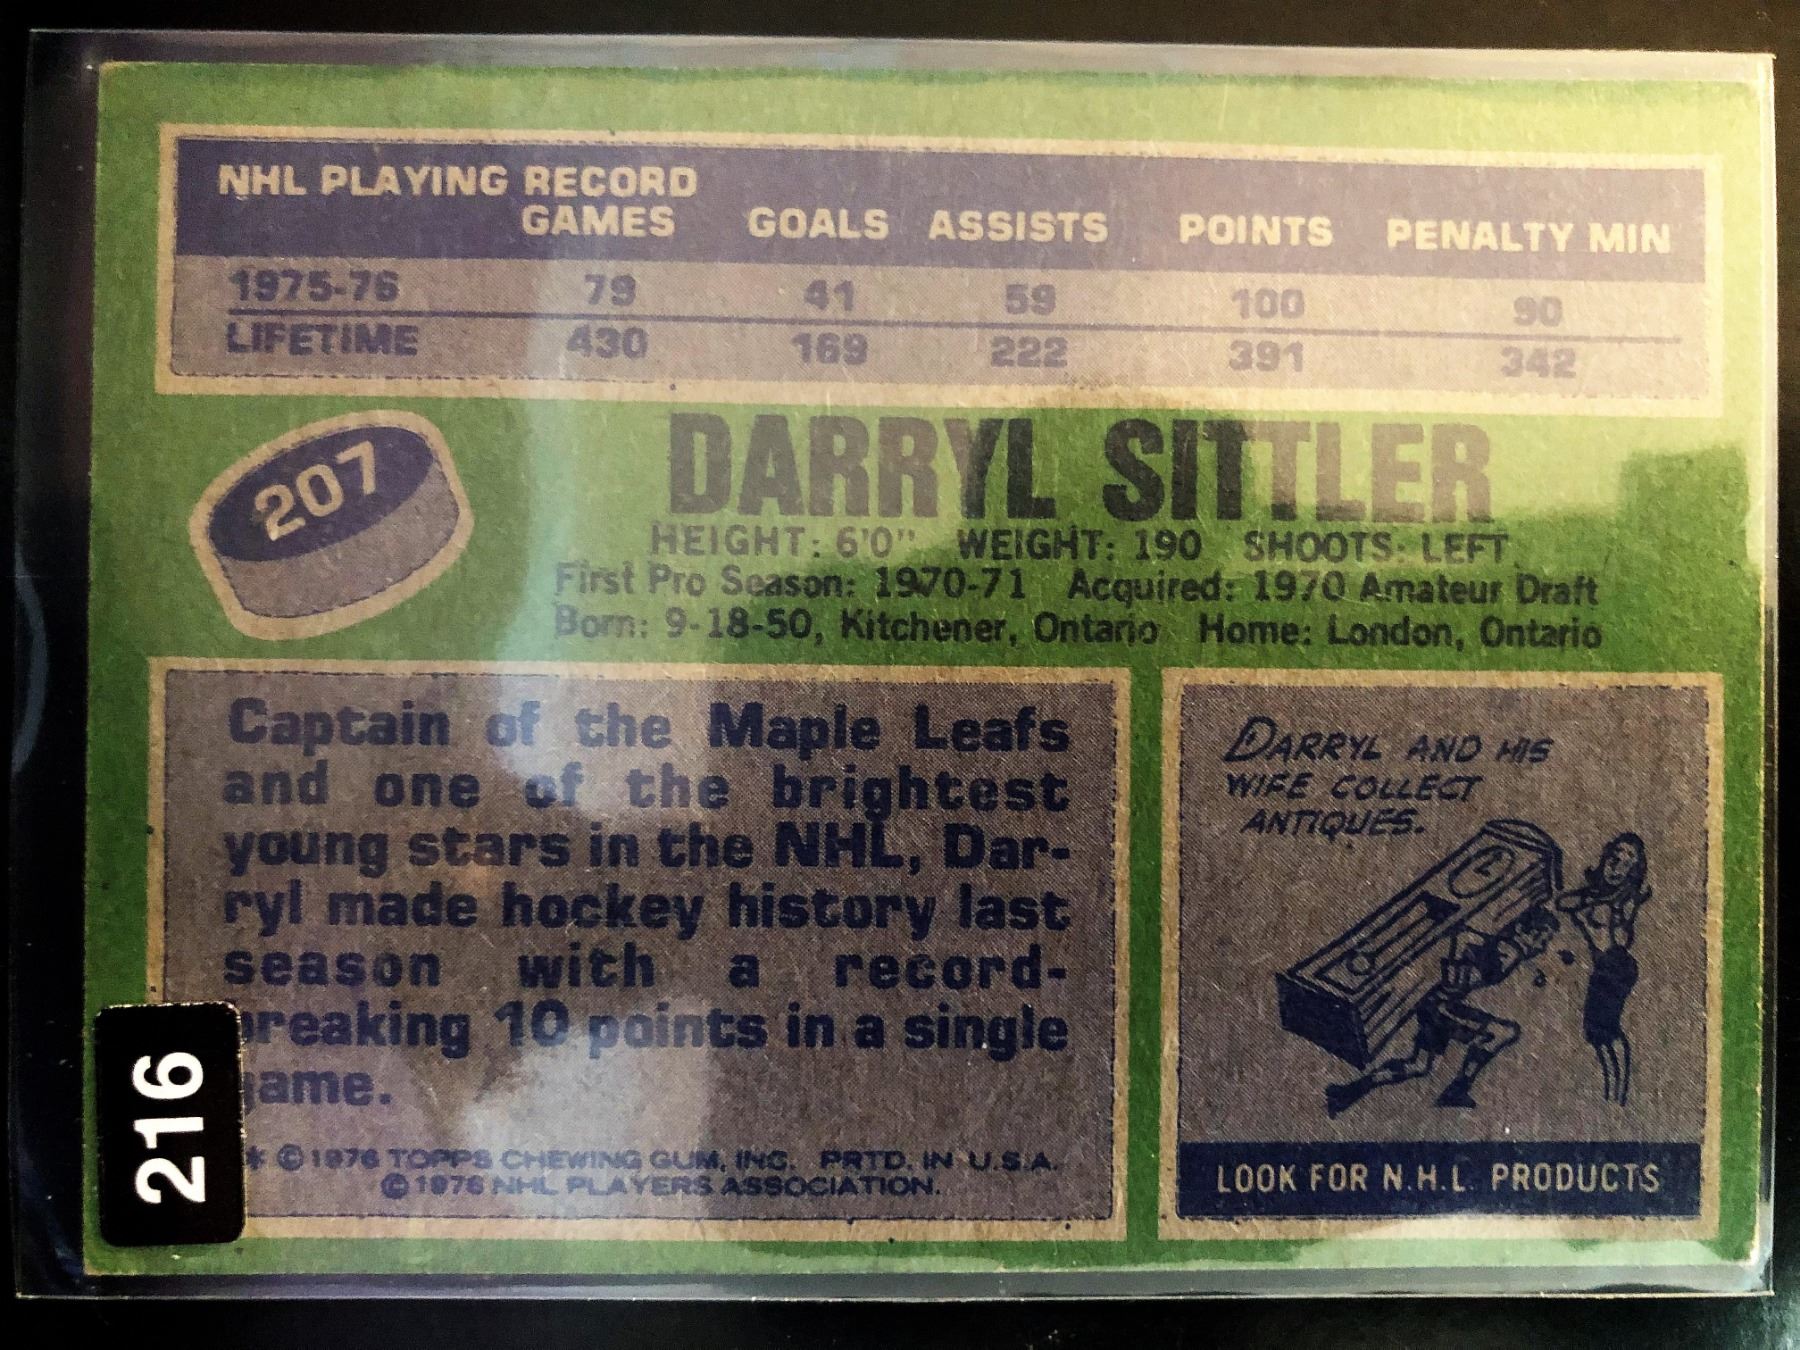 NHL PLAYING RECORD
GAMES GOALS ASSISTS POINTS PENALTY MIN
1975-76 79 41 59 100 90
LIFETIME 430 169 222 391 342
207
DARRYL SITTLER
HEIGHT: 6'0" WEIGHT: 190 SHOOTS: LEFT
First Pro Season: 1970-71 Acquired: 1970 Amateur Draft
Born: 9-18-50, Kitchener, Ontario Home: London, Ontario
Captain of the Maple Leafs
and one of the brightest
young stars in the NHL, Dar-
ryl made hockey history last
season with a record-
breaking 10 points in a single
game.
* © 1976 TOPPS CHEWING GUM, INC. PRTD. IN U.S.A.
© 1976 NHL PLAYERS ASSOCIATION.
DARRYL AND HIS
WIFE COLLECT
ANTIQUES.
LOOK FOR N.H.L. PRODUCTS
216